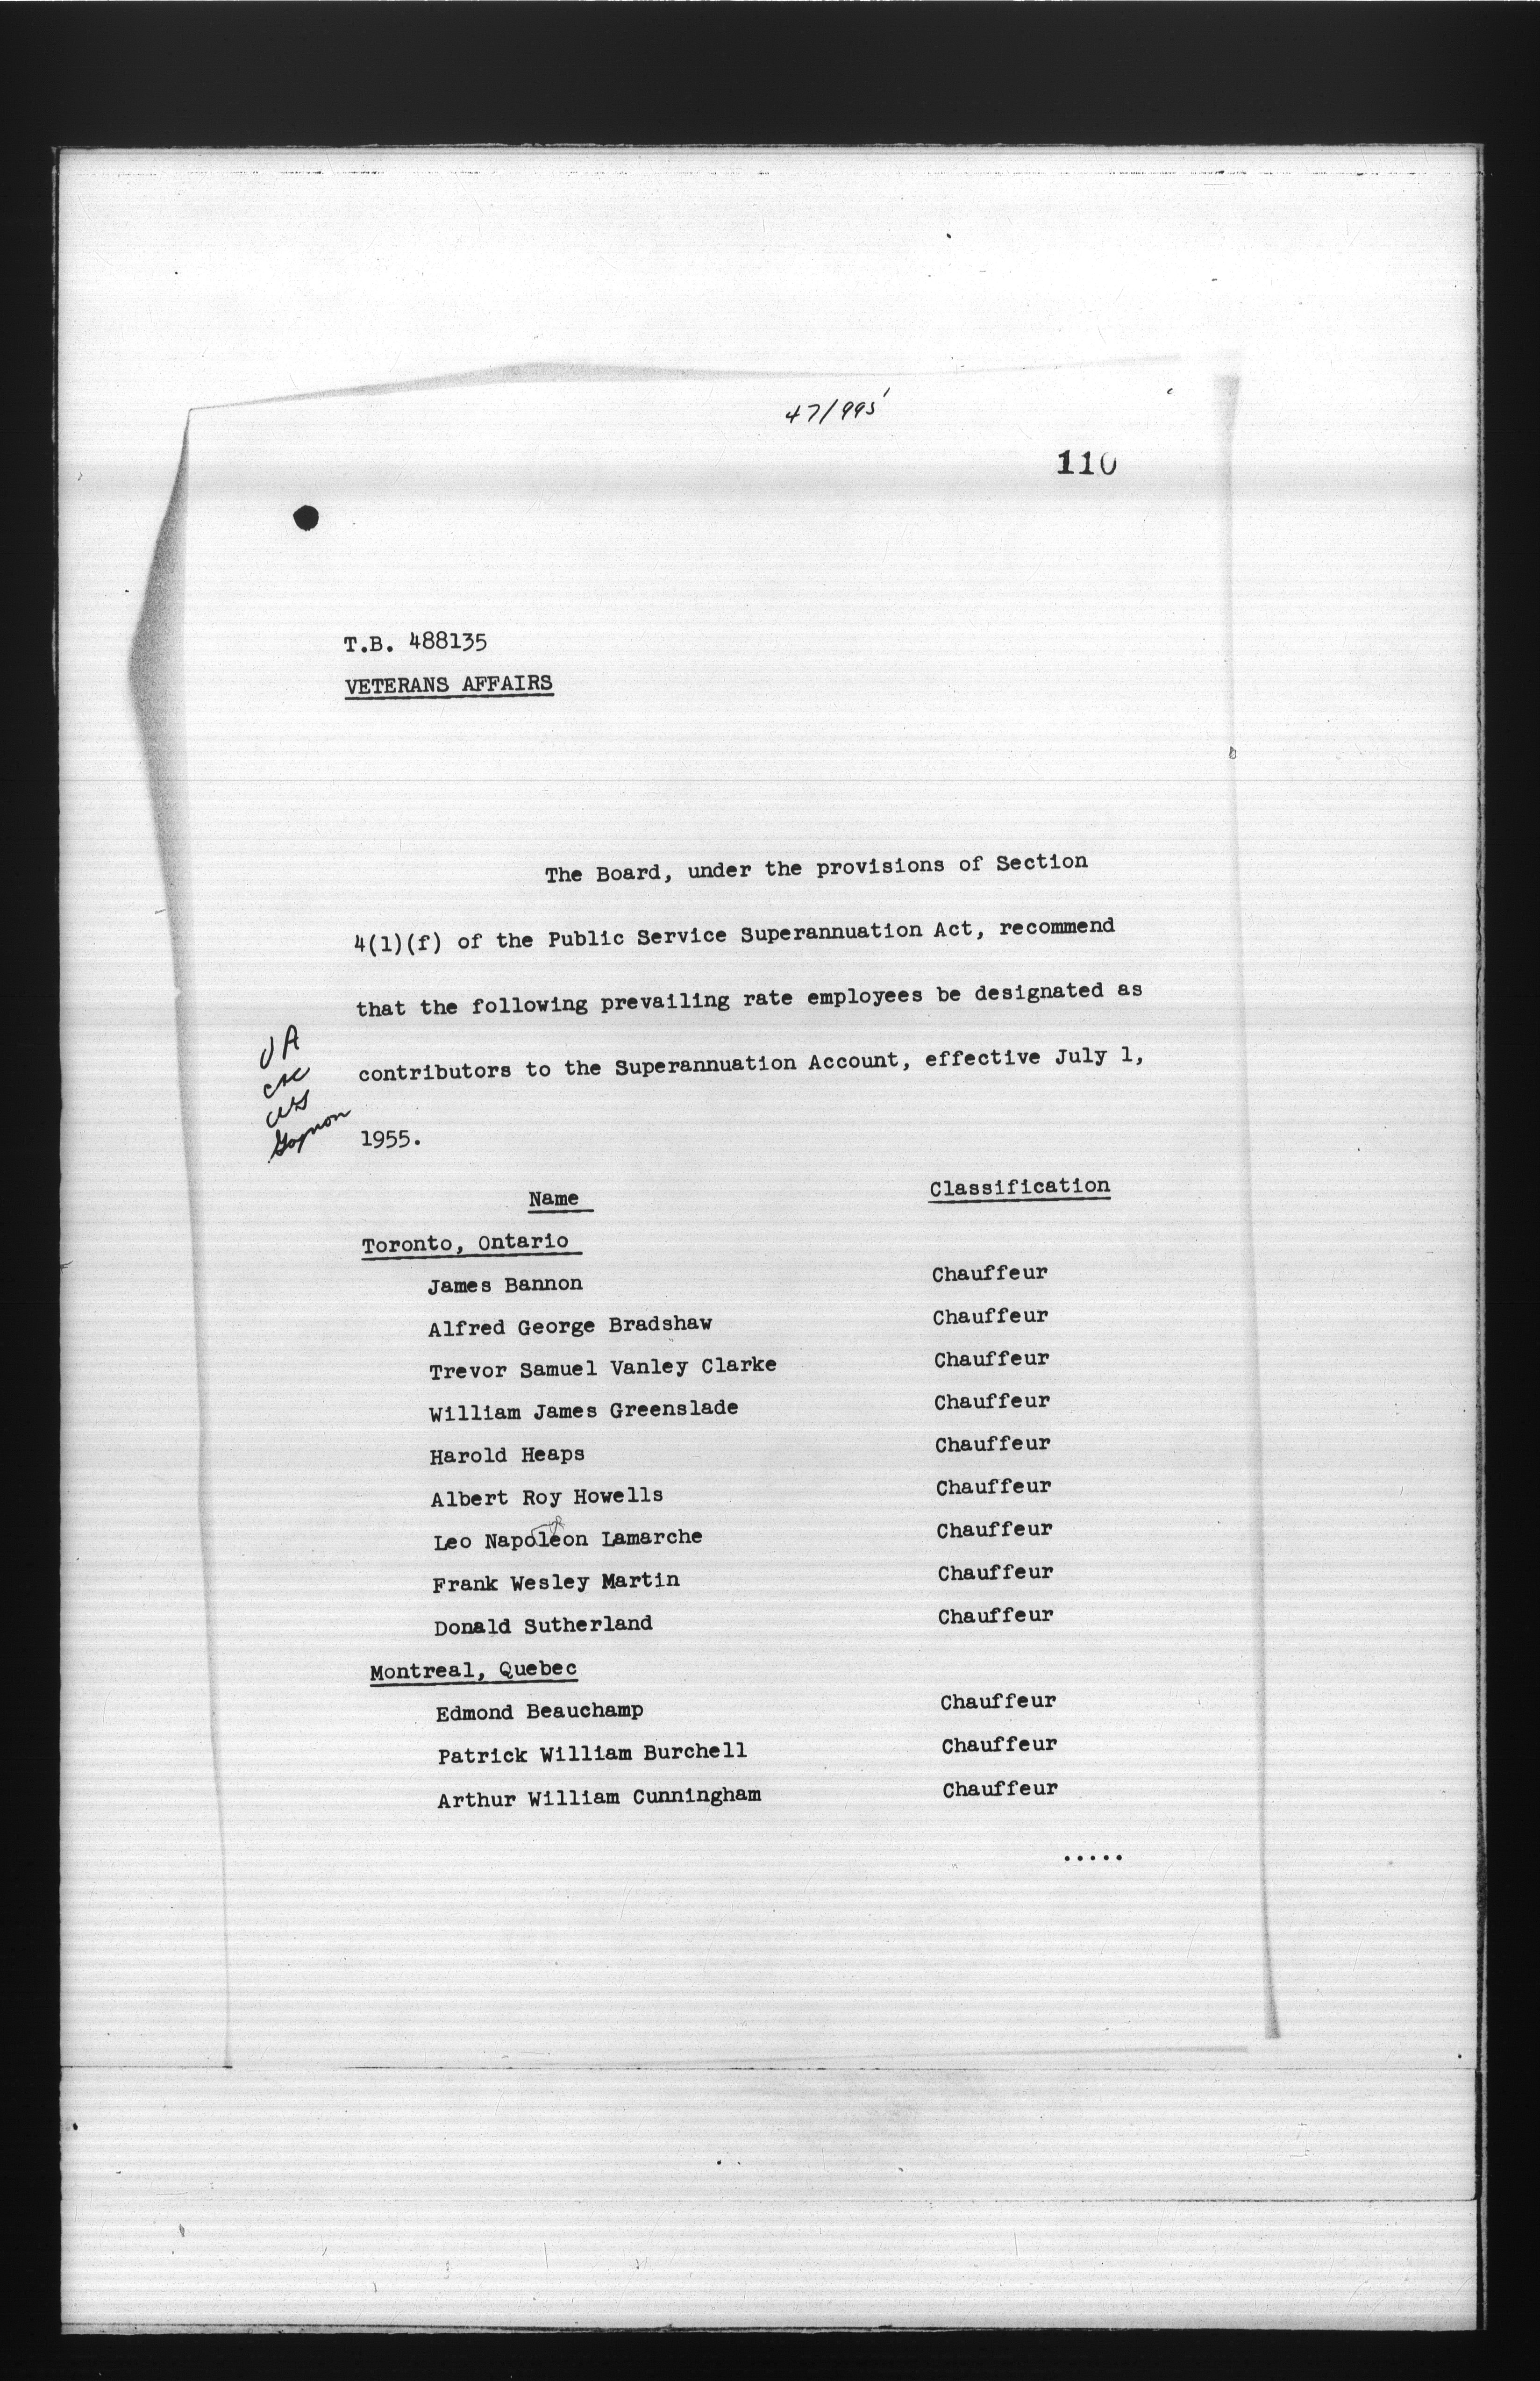 47/995
110
T.B. 488135
VETERANS AFFAIRS
The Board, under the provisions of Section
4(1)(f) of the Public Service Superannuation Act, recommend
that the following prevailing rate employees be designated as
contributors to the Superannuation Account, effective July 1,
1955.
Gagnon
Name Classification
Toronto, Ontario
James Bannon Chauffeur
Alfred George Bradshaw Chauffeur
Trevor Samuel Vanley Clarke Chauffeur
William James Greenslade Chauffeur
Harold Heaps Chauffeur
Albert Roy Howells Chauffeur
Leo Napoleon Lamarche Chauffeur
Frank Wesley Martin Chauffeur
Donald Sutherland Chauffeur
Montreal, Quebec
Edmond Beauchamp Chauffeur
Patrick William Burchell Chauffeur
Arthur William Cunningham Chauffeur
.....